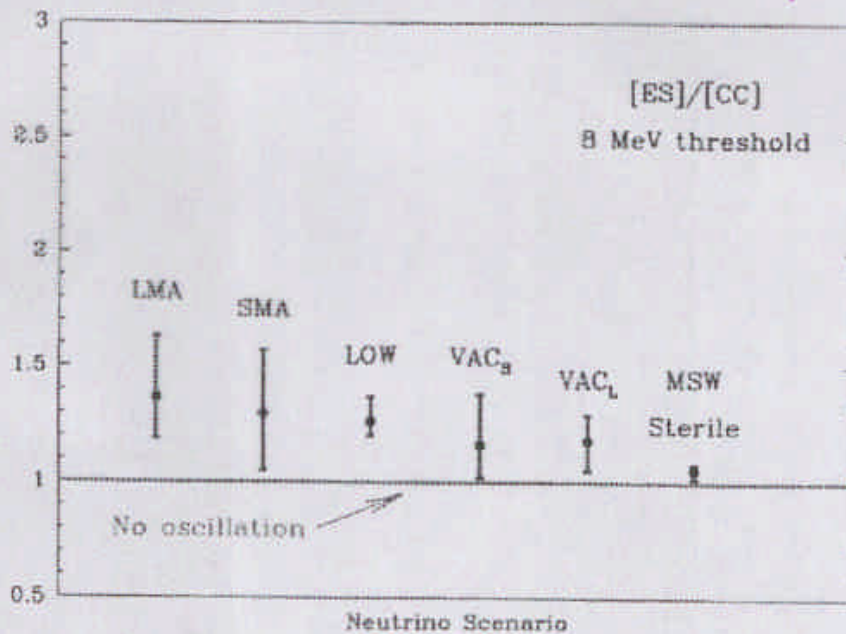 3
[ES]/[CC]
2.5
8 MeV threshold
2
LMA
SMA
1.5
LOW
VAC_S
VAC_L
MSW
Sterile
1
No oscillation
0.5
Neutrino Scenario